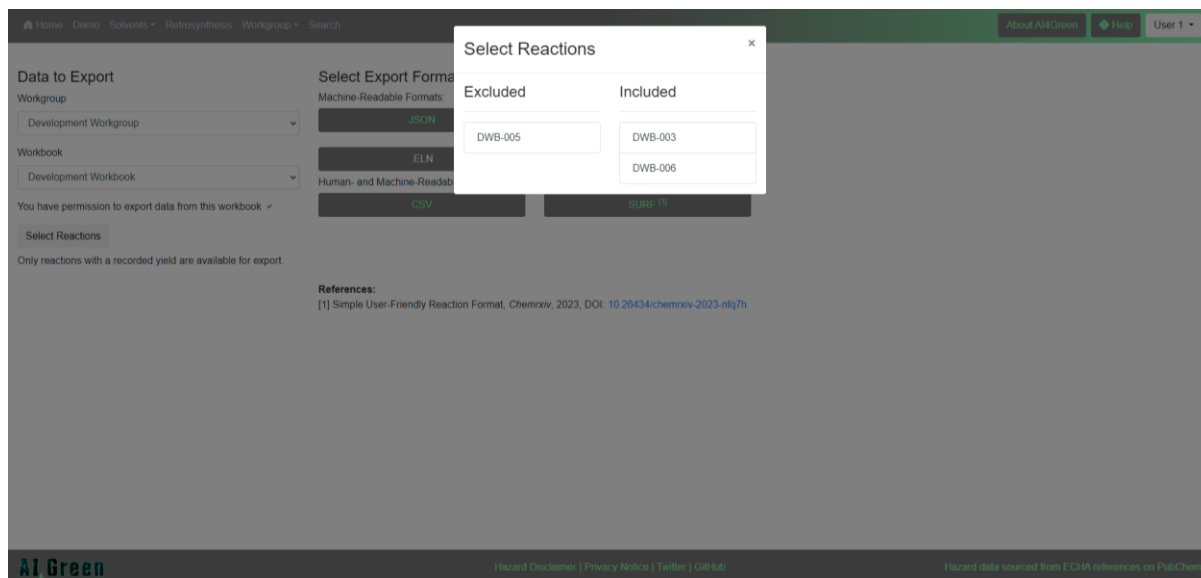 Home Demo Solvents Retrosynthesis Workgroup Search
About AI4Green Help User 1
Select Reactions ×
Excluded Included
DWB-005 DWB-003
DWB-006
Data to Export
Workgroup
Development Workgroup
Workbook
Development Workbook
You have permission to export data from this workbook ✓
Select Reactions
Only reactions with a recorded yield are available for export.
Select Export
Machine-Readable Formats:
JSON
ELN
Human- and
CSV SURF [1]
References:
[1] Simple User-Friendly Reaction Format, Chemrxiv, 2023, DOI: 10.26434/chemrxiv-2023-nfq7h
AI Green
Hazard Disclaimer | Privacy Notice | Twitter | GitHub
Hazard data sourced from ECHA references on PubChem